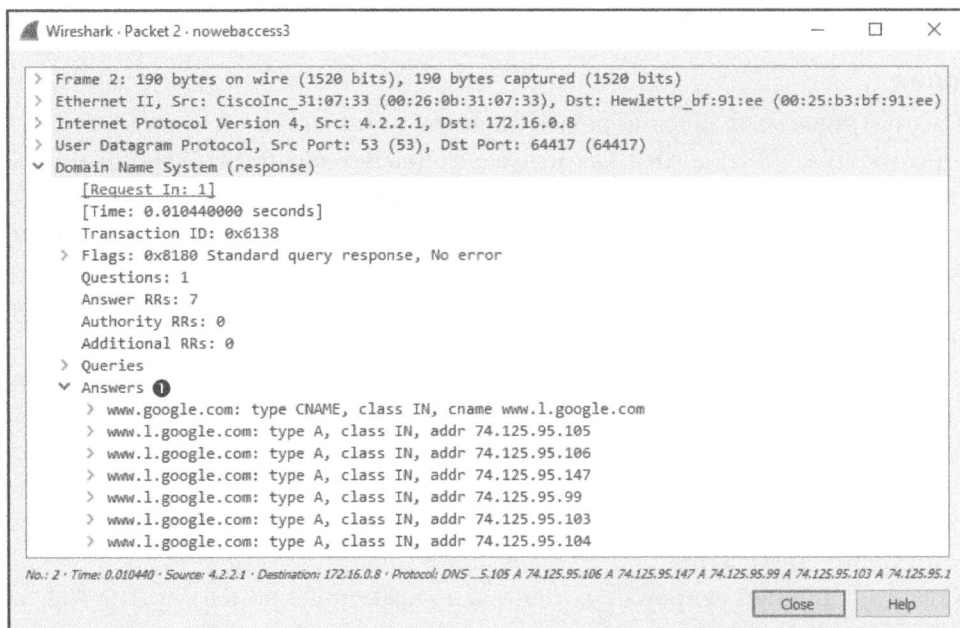 Wireshark · Packet 2 · nowebaccess3
Frame 2: 190 bytes on wire (1520 bits), 190 bytes captured (1520 bits)
Ethernet II, Src: CiscoInc_31:07:33 (00:26:0b:31:07:33), Dst: HewlettP_bf:91:ee (00:25:b3:bf:91:ee)
Internet Protocol Version 4, Src: 4.2.2.1, Dst: 172.16.0.8
User Datagram Protocol, Src Port: 53 (53), Dst Port: 64417 (64417)
Domain Name System (response)
[Request In: 1]
[Time: 0.010440000 seconds]
Transaction ID: 0x6138
Flags: 0x8180 Standard query response, No error
Questions: 1
Answer RRs: 7
Authority RRs: 0
Additional RRs: 0
Queries
Answers ❶
www.google.com: type CNAME, class IN, cname www.l.google.com
www.l.google.com: type A, class IN, addr 74.125.95.105
www.l.google.com: type A, class IN, addr 74.125.95.106
www.l.google.com: type A, class IN, addr 74.125.95.147
www.l.google.com: type A, class IN, addr 74.125.95.99
www.l.google.com: type A, class IN, addr 74.125.95.103
www.l.google.com: type A, class IN, addr 74.125.95.104
No.: 2 · Time: 0.010440 · Source: 4.2.2.1 · Destination: 172.16.0.8 · Protocol: DNS ...5.105 A 74.125.95.106 A 74.125.95.147 A 74.125.95.99 A 74.125.95.103 A 74.125.95.1
Close Help